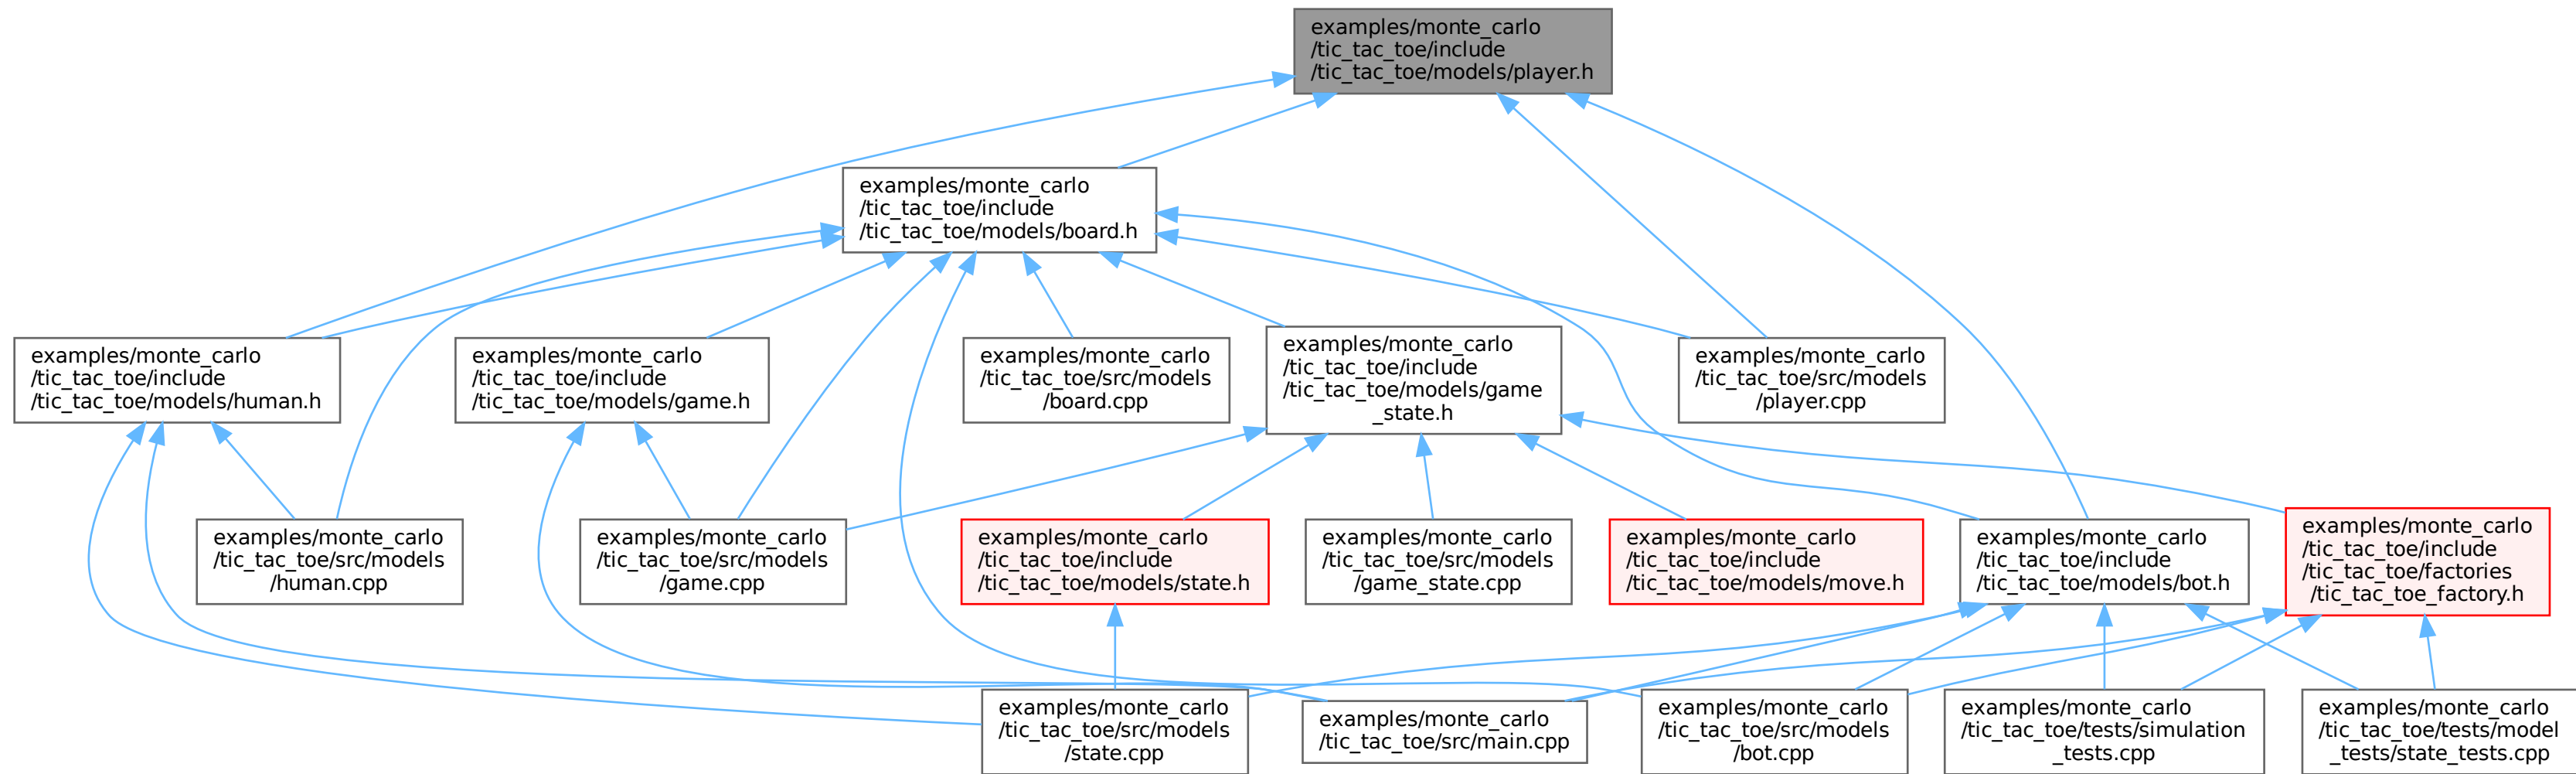 examples/monte_carlo
/tic_tac_toe/include
/tic_tac_toe/models/player.h
examples/monte_carlo
/tic_tac_toe/include
/tic_tac_toe/models/board.h
examples/monte_carlo
/tic_tac_toe/include
/tic_tac_toe/models/human.h
examples/monte_carlo
/tic_tac_toe/include
/tic_tac_toe/models/game.h
examples/monte_carlo
/tic_tac_toe/src/models
/board.cpp
examples/monte_carlo
/tic_tac_toe/include
/tic_tac_toe/models/game
_state.h
examples/monte_carlo
/tic_tac_toe/src/models
/player.cpp
examples/monte_carlo
/tic_tac_toe/src/models
/human.cpp
examples/monte_carlo
/tic_tac_toe/src/models
/game.cpp
examples/monte_carlo
/tic_tac_toe/include
/tic_tac_toe/models/state.h
examples/monte_carlo
/tic_tac_toe/src/models
/game_state.cpp
examples/monte_carlo
/tic_tac_toe/include
/tic_tac_toe/models/move.h
examples/monte_carlo
/tic_tac_toe/include
/tic_tac_toe/models/bot.h
examples/monte_carlo
/tic_tac_toe/include
/tic_tac_toe/factories
/tic_tac_toe_factory.h
examples/monte_carlo
/tic_tac_toe/src/models
/state.cpp
examples/monte_carlo
/tic_tac_toe/src/main.cpp
examples/monte_carlo
/tic_tac_toe/src/models
/bot.cpp
examples/monte_carlo
/tic_tac_toe/tests/simulation
_tests.cpp
examples/monte_carlo
/tic_tac_toe/tests/model
_tests/state_tests.cpp